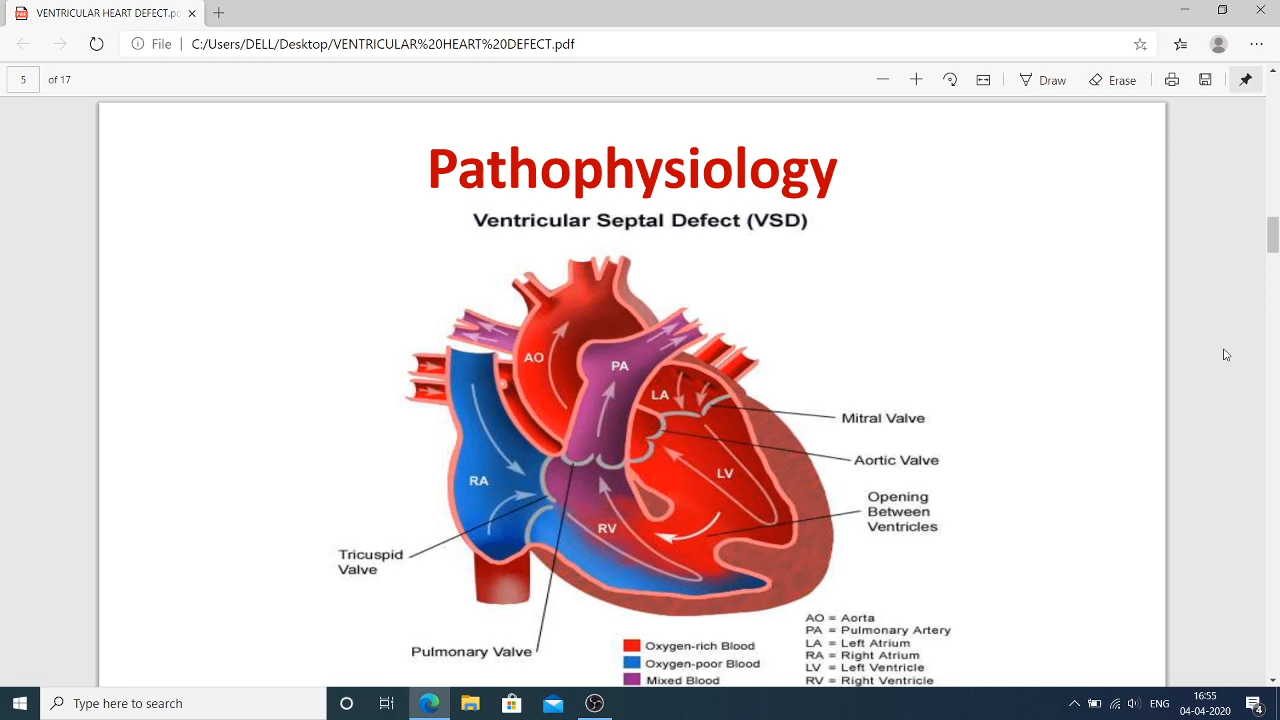 VENTRICULAR HEART DEFECT.pd
File | C:/Users/DELL/Desktop/VENTRICULAR%20HEART%20DEFECT.pdf
5 of 17
Draw
Erase
Pathophysiology
Ventricular Septal Defect (VSD)
AO
PA
LA
Mitral Valve
Aortic Valve
LV
RA
Opening
Between
Ventricles
RV
Tricuspid
Valve
Pulmonary Valve
Oxygen-rich Blood
Oxygen-poor Blood
Mixed Blood
AO = Aorta
PA = Pulmonary Artery
LA = Left Atrium
RA = Right Atrium
LV = Left Ventricle
RV = Right Ventricle
Type here to search
ENG
16:55
04-04-2020